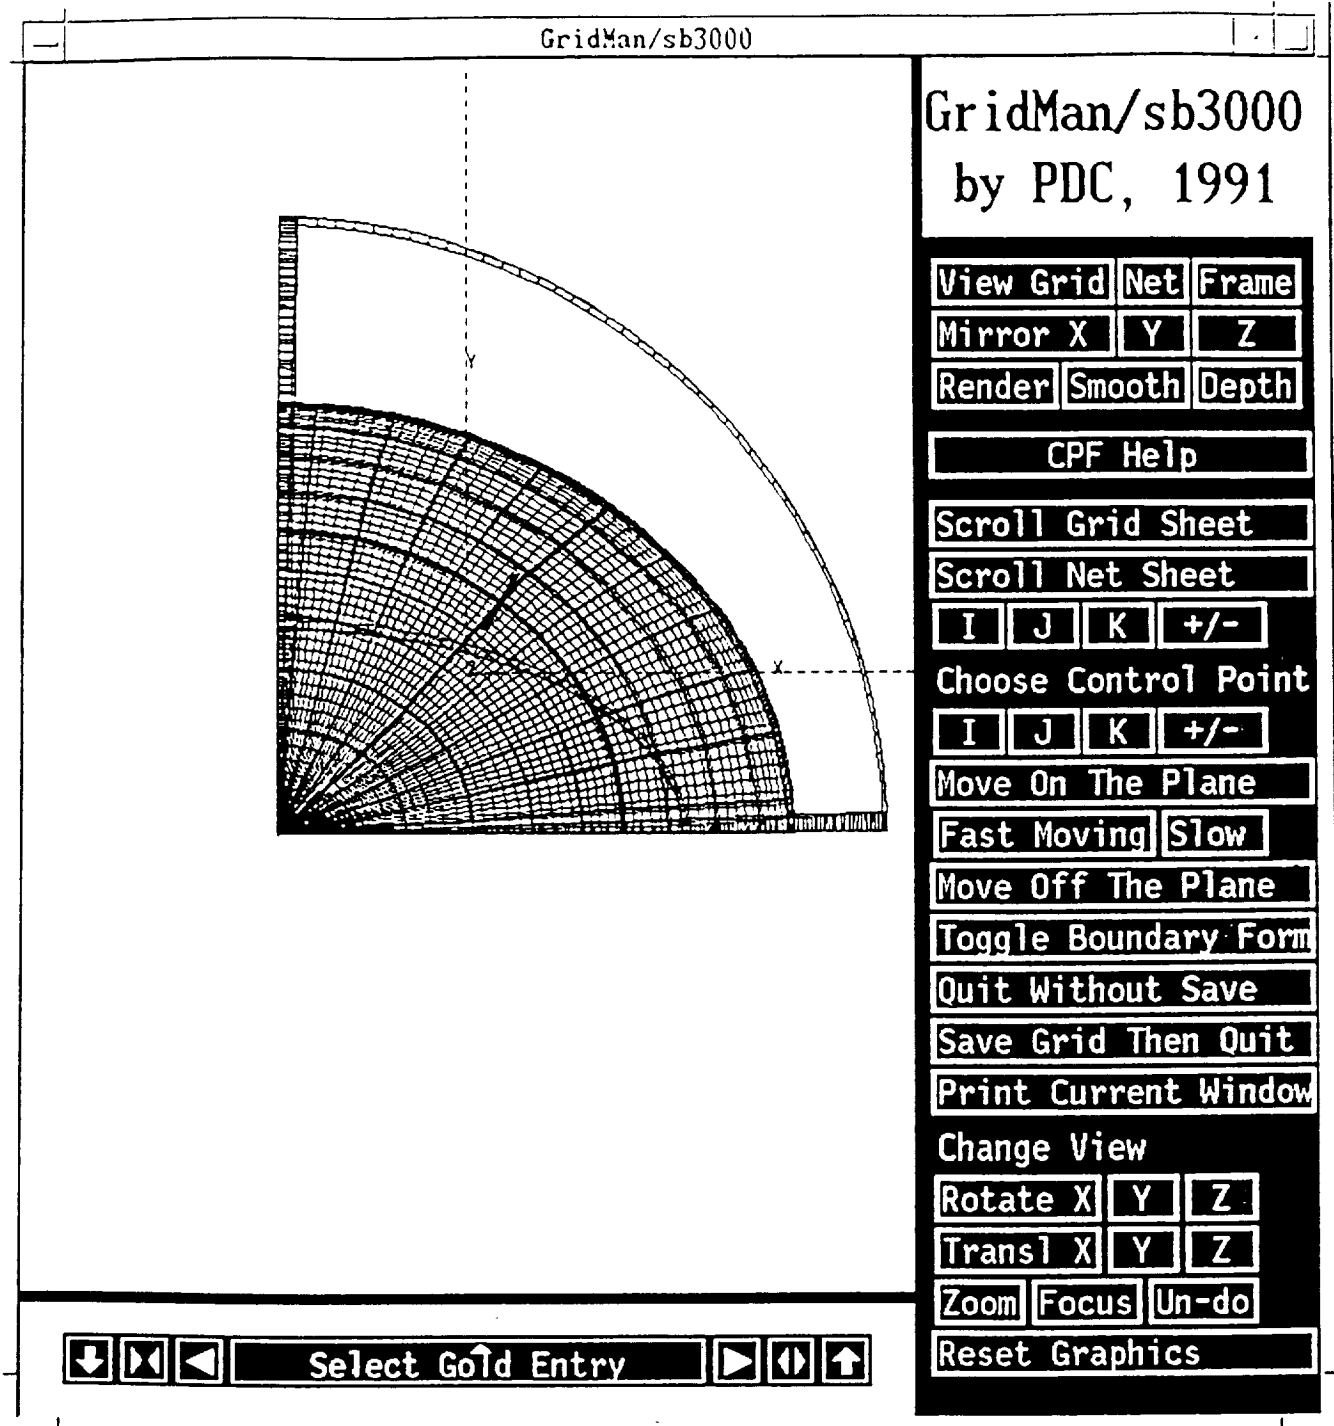 GridMan/sb3000
GridMan/sb3000
by PDC, 1991
View Grid Net Frame
Mirror X Y Z
Render Smooth Depth
CPF Help
Scroll Grid Sheet
Scroll Net Sheet
I J K +/-
Choose Control Point
I J K +/-
Move On The Plane
Fast Moving Slow
Move Off The Plane
Toggle Boundary Form
Quit Without Save
Save Grid Then Quit
Print Current Window
Change View
Rotate X Y Z
Transl X Y Z
Zoom Focus Un-do
Reset Graphics
Y
X
Select Gold Entry